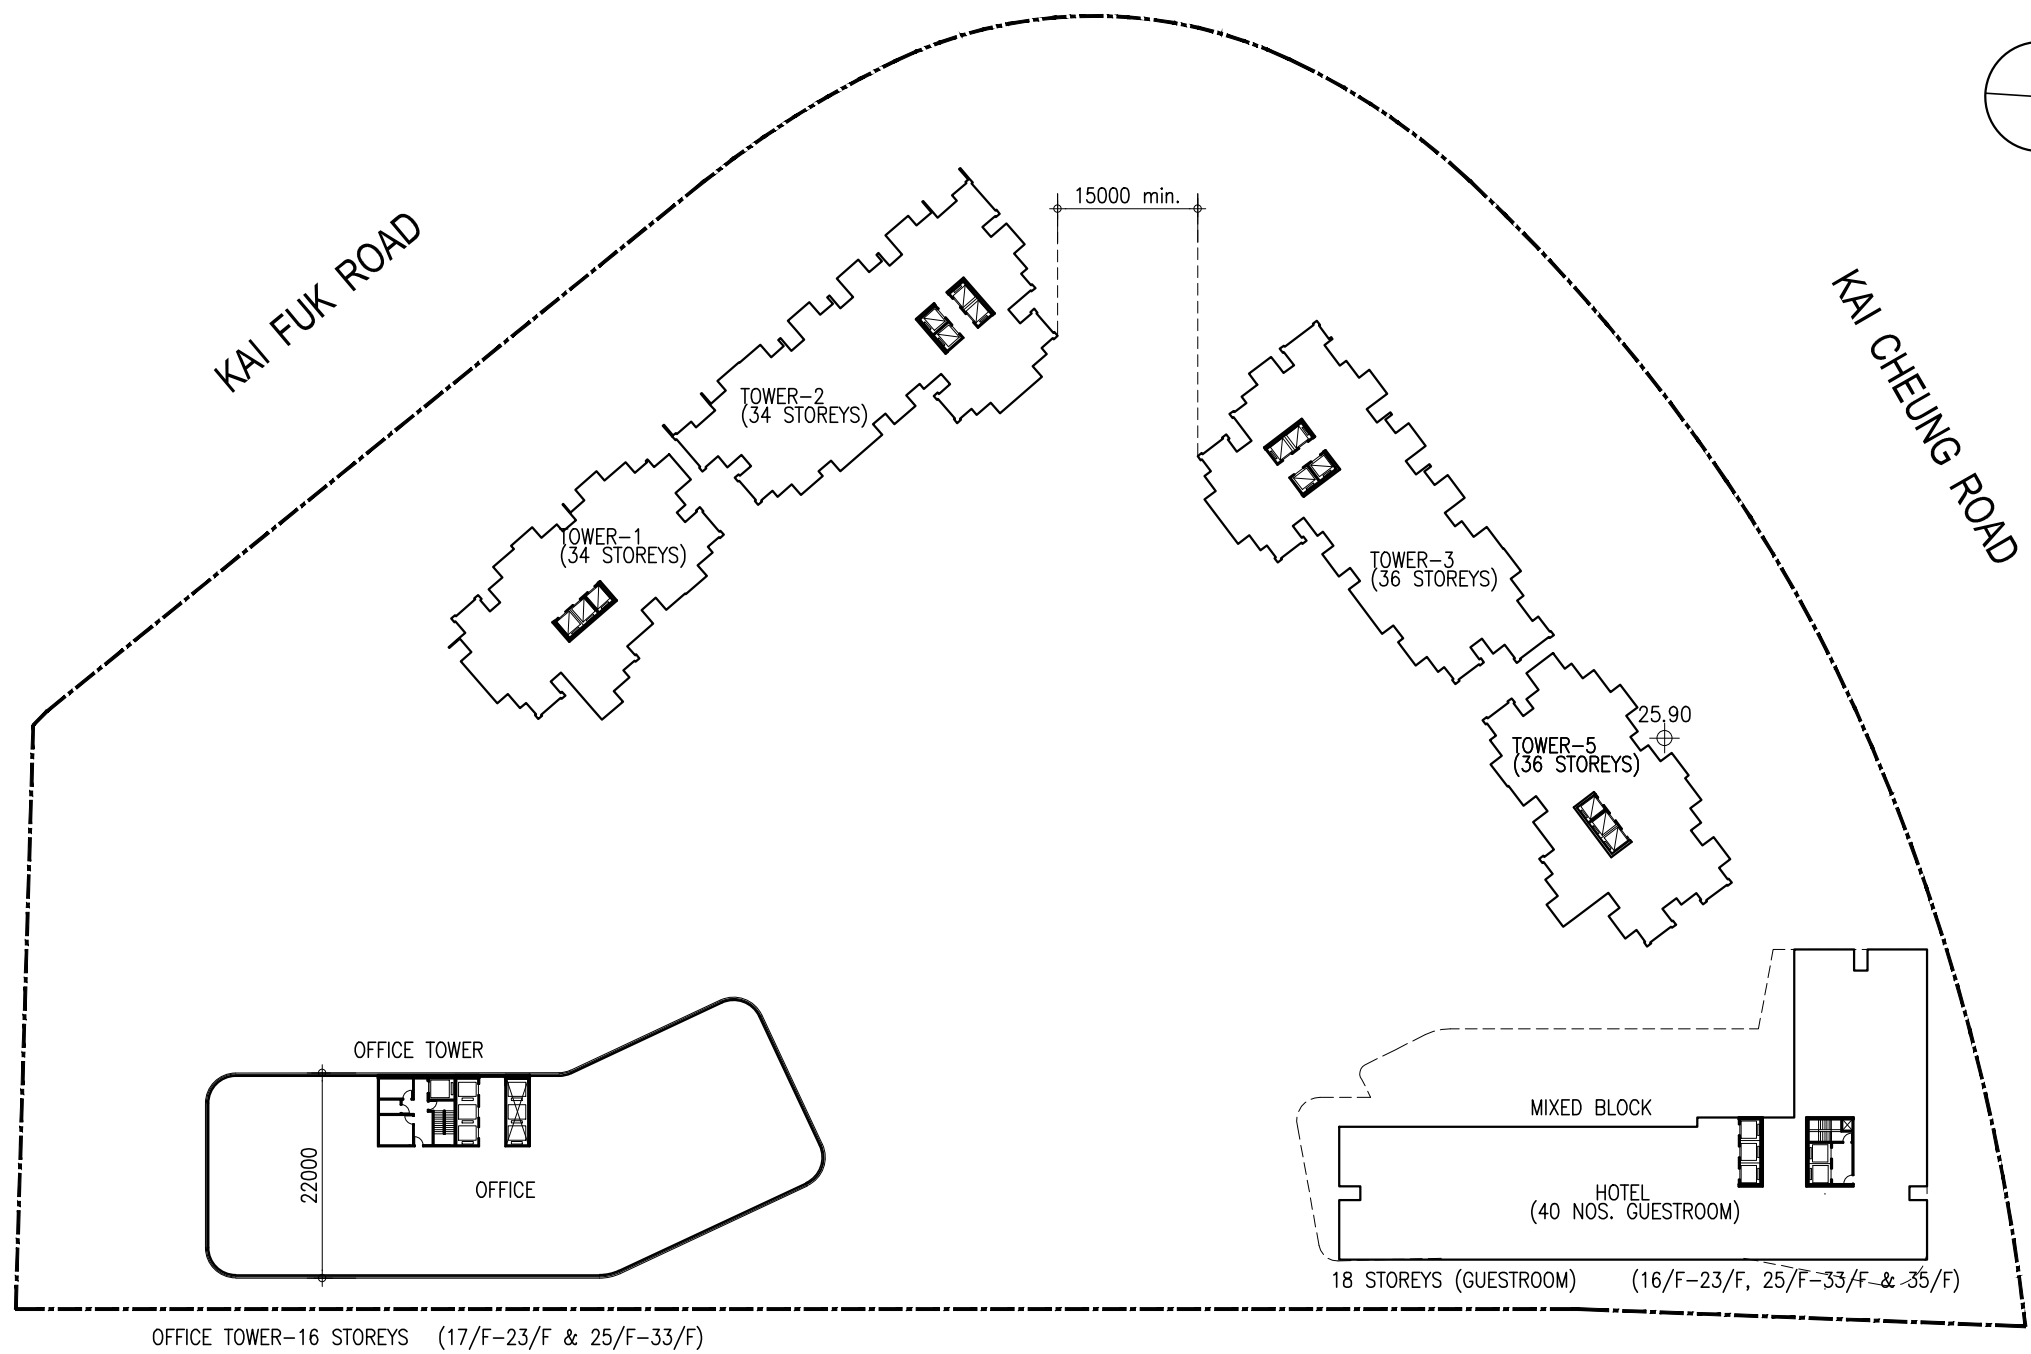 15000 min.
KAI FUK ROAD
KAI CHEUNG ROAD
TOWER-2
(34 STOREYS)
TOWER-1
(34 STOREYS)
TOWER-3
(36 STOREYS)
25.90
TOWER-5
(36 STOREYS)
OFFICE TOWER
22000
OFFICE
MIXED BLOCK
HOTEL
(40 NOS. GUESTROOM)
18 STOREYS (GUESTROOM) (16/F-23/F, 25/F-33/F & 35/F)
OFFICE TOWER-16 STOREYS (17/F-23/F & 25/F-33/F)